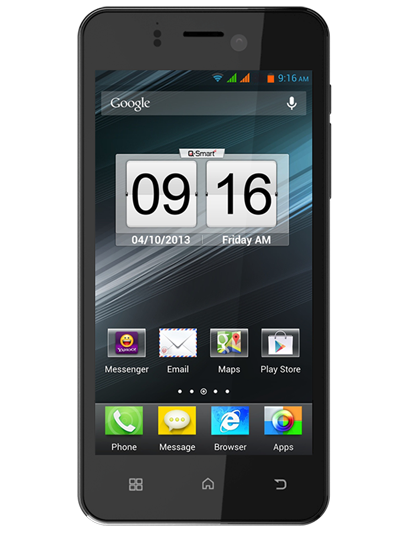 9:16 AM
Google
Q-Smart
09 16
04/10/2013 Friday AM
YAHOO!
Messenger Email Maps Play Store
Phone Message Browser Apps